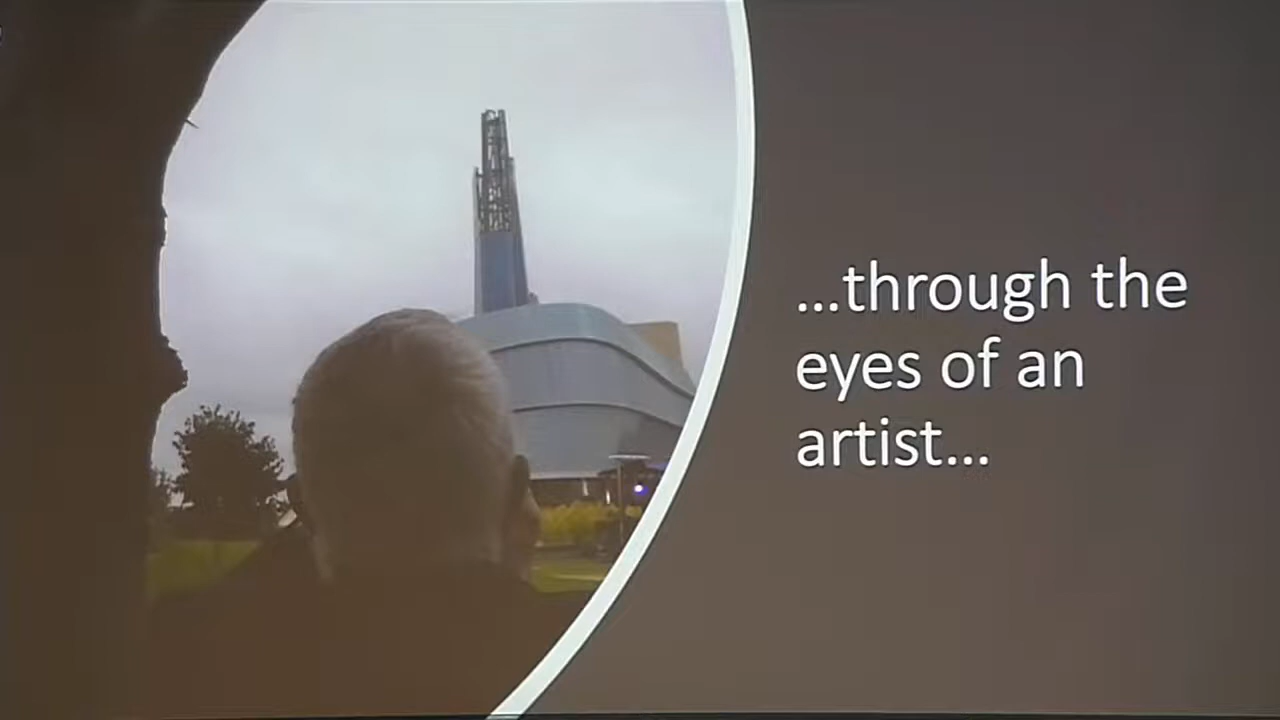 ...through the
eyes of an
artist...